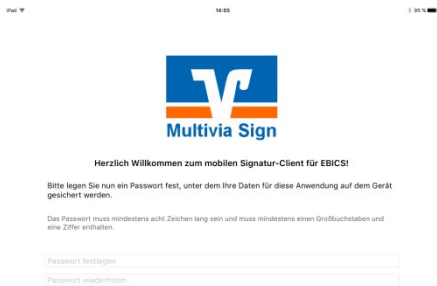 iPad
14:55
95 %
Multivia Sign
Herzlich Willkommen zum mobilen Signatur-Client für EBICS!
Bitte legen Sie nun ein Passwort fest, unter dem Ihre Daten für diese Anwendung auf dem Gerät
gesichert werden.
Das Passwort muss mindestens acht Zeichen lang sein und muss mindestens einen Großbuchstaben und
eine Ziffer enthalten.
Passwort festlegen
Passwort wiederholen